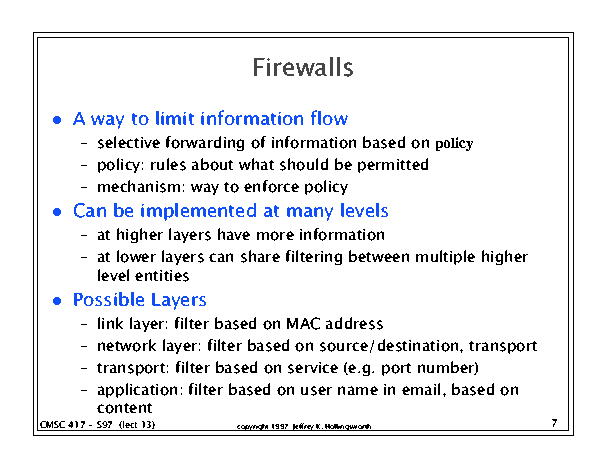 Firewalls
● A way to limit information flow
– selective forwarding of information based on policy
– policy: rules about what should be permitted
– mechanism: way to enforce policy
● Can be implemented at many levels
– at higher layers have more information
– at lower layers can share filtering between multiple higher
level entities
● Possible Layers
– link layer: filter based on MAC address
– network layer: filter based on source/destination, transport
– transport: filter based on service (e.g. port number)
– application: filter based on user name in email, based on
content
CMSC 417 - S97 (lect 13)
copyright 1997 Jeffrey K. Hollingsworth
7